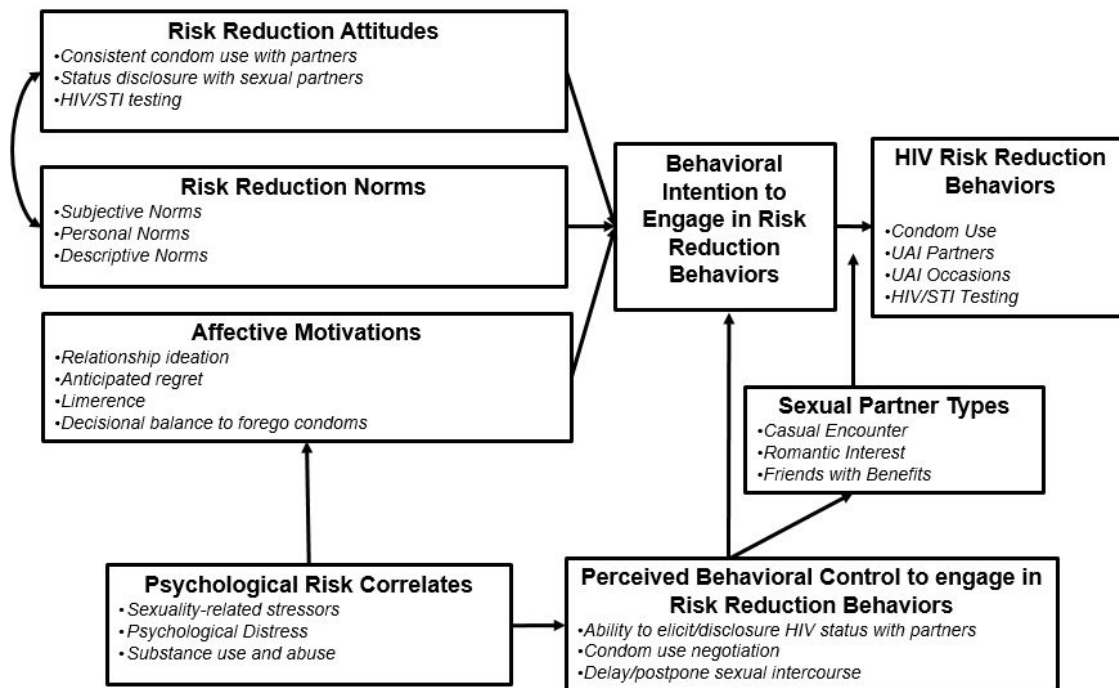 Risk Reduction Attitudes
•Consistent condom use with partners
•Status disclosure with sexual partners
•HIV/STI testing
Risk Reduction Norms
•Subjective Norms
•Personal Norms
•Descriptive Norms
Affective Motivations
•Relationship ideation
•Anticipated regret
•Limerence
•Decisional balance to forego condoms
Behavioral
Intention to
Engage in Risk
Reduction
Behaviors
HIV Risk Reduction
Behaviors
•Condom Use
•UAI Partners
•UAI Occasions
•HIV/STI Testing
Sexual Partner Types
•Casual Encounter
•Romantic Interest
•Friends with Benefits
Psychological Risk Correlates
•Sexuality-related stressors
•Psychological Distress
•Substance use and abuse
Perceived Behavioral Control to engage in
Risk Reduction Behaviors
•Ability to elicit/disclosure HIV status with partners
•Condom use negotiation
•Delay/postpone sexual intercourse